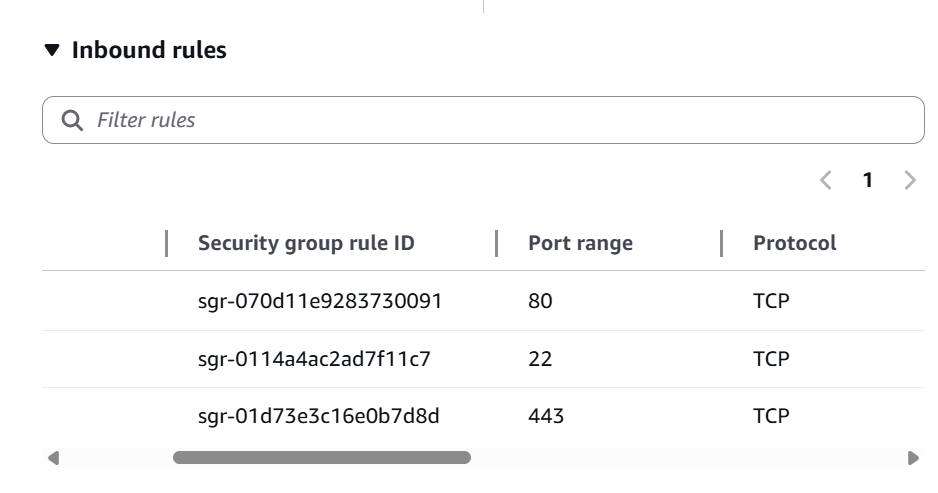 Inbound rules
Filter rules
1
Security group rule ID Port range Protocol
sgr-070d11e9283730091 80 TCP
sgr-0114a4ac2ad7f11c7 22 TCP
sgr-01d73e3c16e0b7d8d 443 TCP